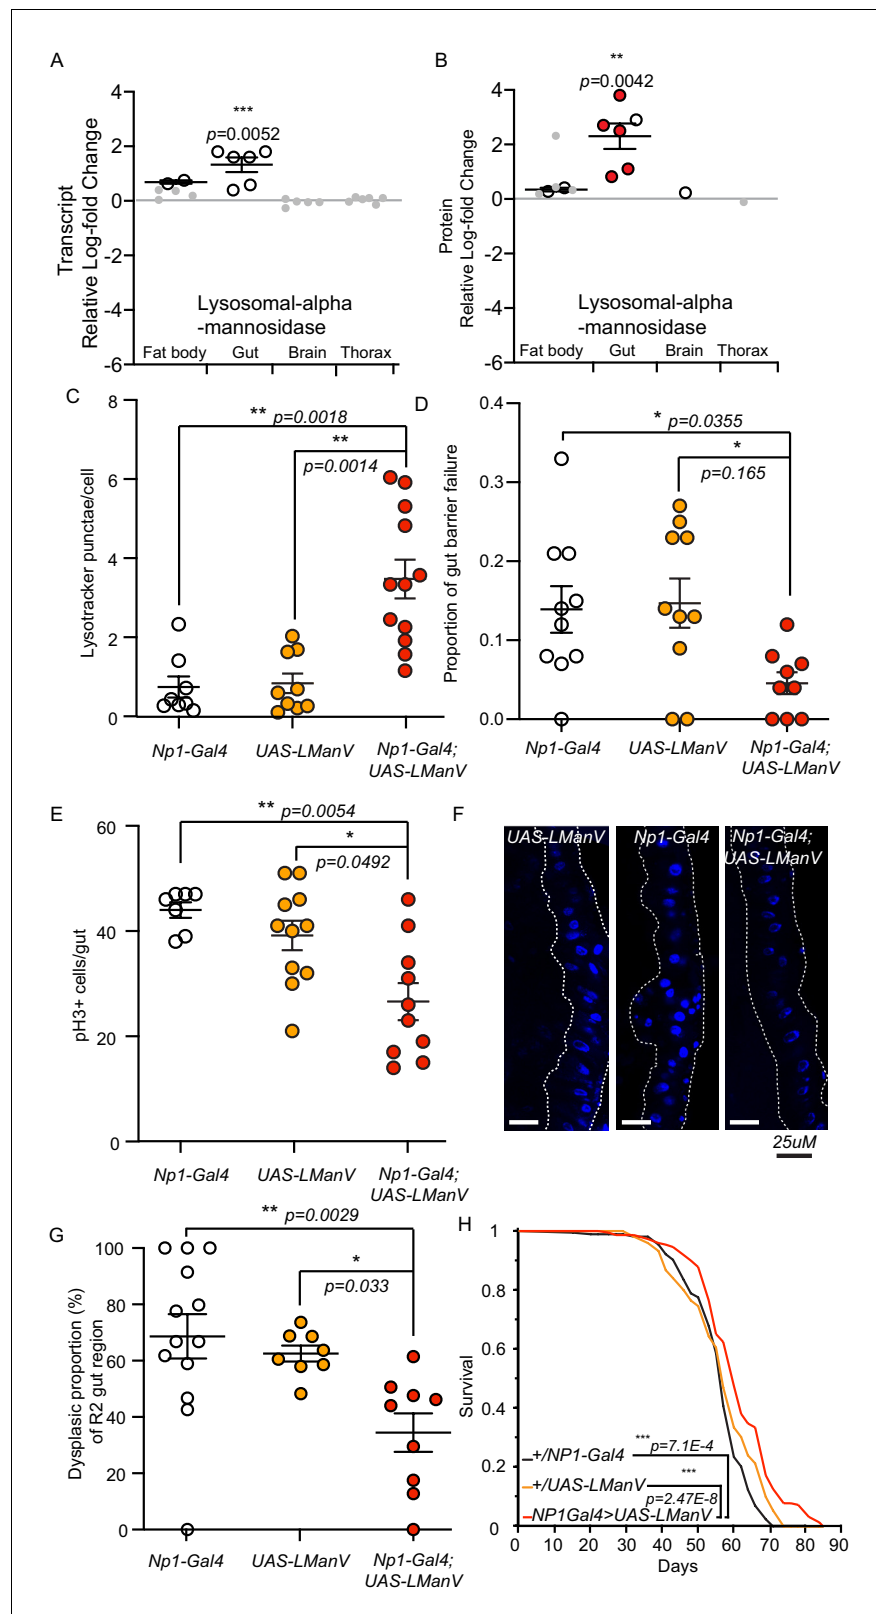 A
Transcript
Relative Log-fold Change
4
2
0
-2
-4
-6
***
p=0.0052
Lysosomal-alpha
-mannosidase
Fat body Gut Brain Thorax
B
Protein
Relative Log-fold Change
4
2
0
-2
-4
-6
**
p=0.0042
Lysosomal-alpha
-mannosidase
Fat body Gut Brain Thorax
C
Lysotracker punctae/cell
8
6
4
2
0
** p=0.0018
**
p=0.0014
Np1-Gal4 UAS-LManV Np1-Gal4;
UAS-LManV
D
Proportion of gut barrier failure
0.4
0.3
0.2
0.1
0.0
* p=0.0355
*
p=0.165
Np1-Gal4 UAS-LManV Np1-Gal4;
UAS-LManV
E
pH3+ cells/gut
60
40
20
0
** p=0.0054
*
p=0.0492
Np1-Gal4 UAS-LManV Np1-Gal4;
UAS-LManV
F
UAS-LManV Np1-Gal4 Np1-Gal4;
UAS-LManV
25uM
G
Dysplasic proportion (%)
of R2 gut region
100
80
60
40
20
0
** p=0.0029
*
p=0.033
Np1-Gal4 UAS-LManV Np1-Gal4;
UAS-LManV
H
Survival
1
0.8
0.6
0.4
0.2
0
+/NP1-Gal4
***
p=7.1E-4
+/UAS-LManV
***
p=2.47E-8
NP1Gal4>UAS-LManV
0 10 20 30 40 50 60 70 80 90
Days